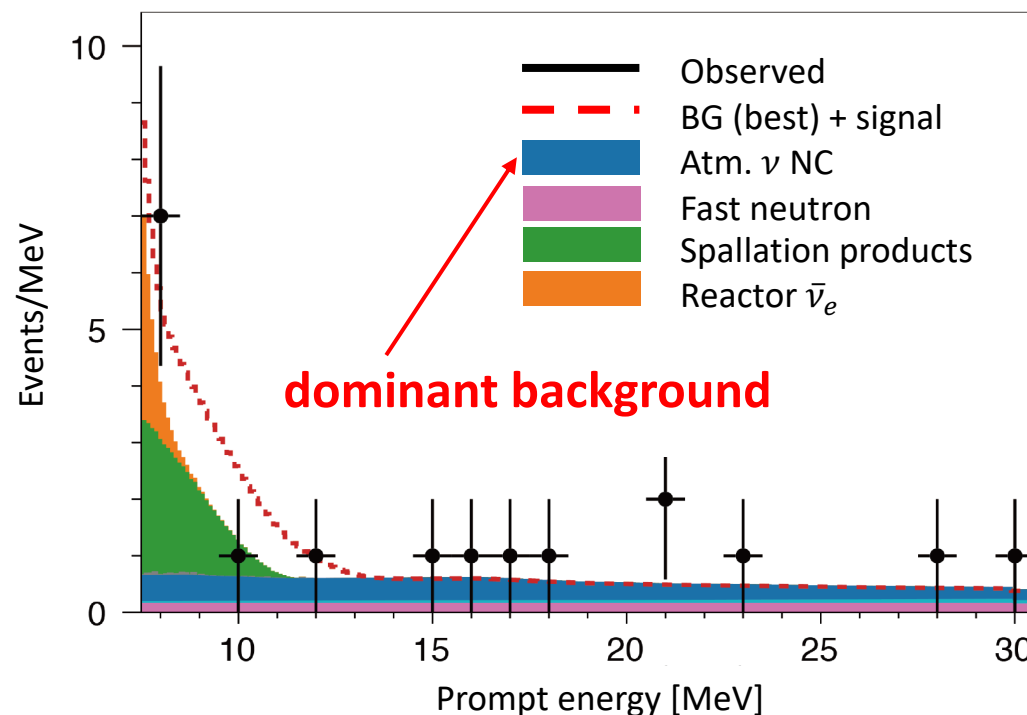 10
5
0
Events/MeV
Observed
BG (best) + signal
Atm. ν NC
Fast neutron
Spallation products
Reactor ν̄ₑ
dominant background
10
15
20
25
30
Prompt energy [MeV]